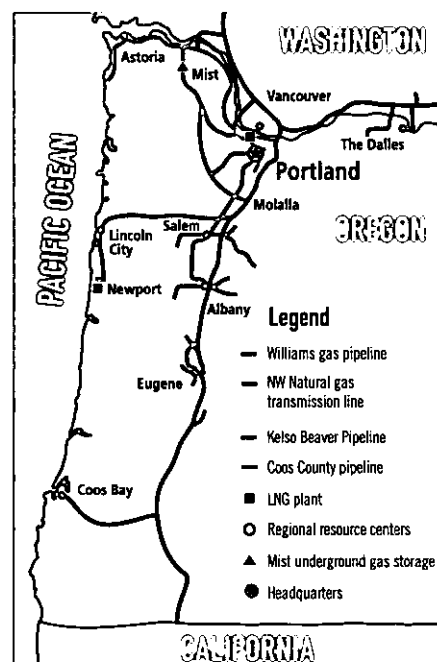 WASHINGTON
Astoria
Mist
Vancouver
The Dalles
Portland
Molalla
PACIFIC OCEAN
OREGON
Salem
Lincoln
City
Newport
Albany
Legend
Williams gas pipeline
NW Natural gas
transmission line
Eugene
Kelso Beaver Pipeline
Coos County pipeline
Coos Bay
LNG plant
Regional resource centers
Mist underground gas storage
Headquarters
CALIFORNIA